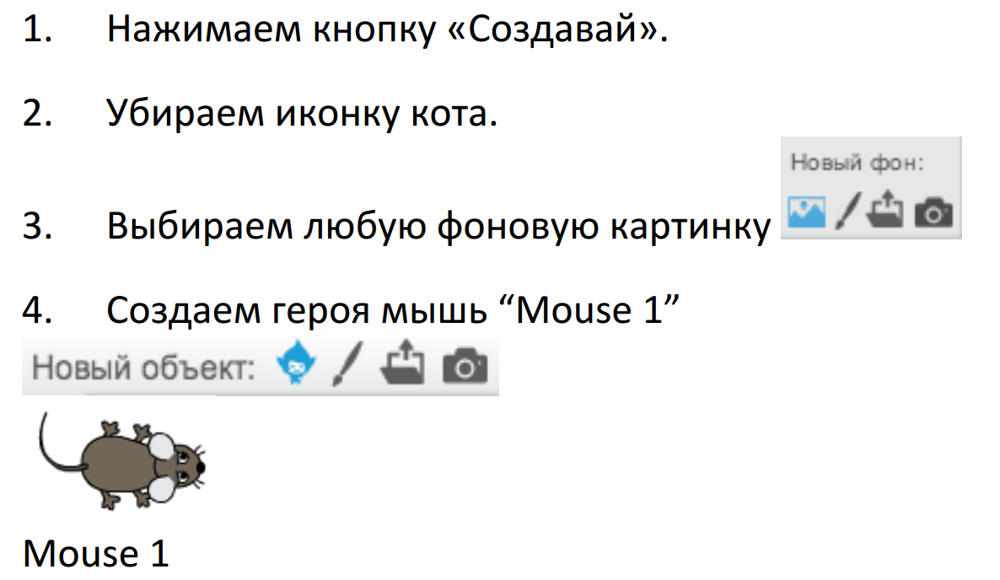 1. Нажимаем кнопку «Создавай».
2. Убираем иконку кота.
Новый фон:
3. Выбираем любую фоновую картинку
4. Создаем героя мышь “Mouse 1”
Новый объект:
Mouse 1